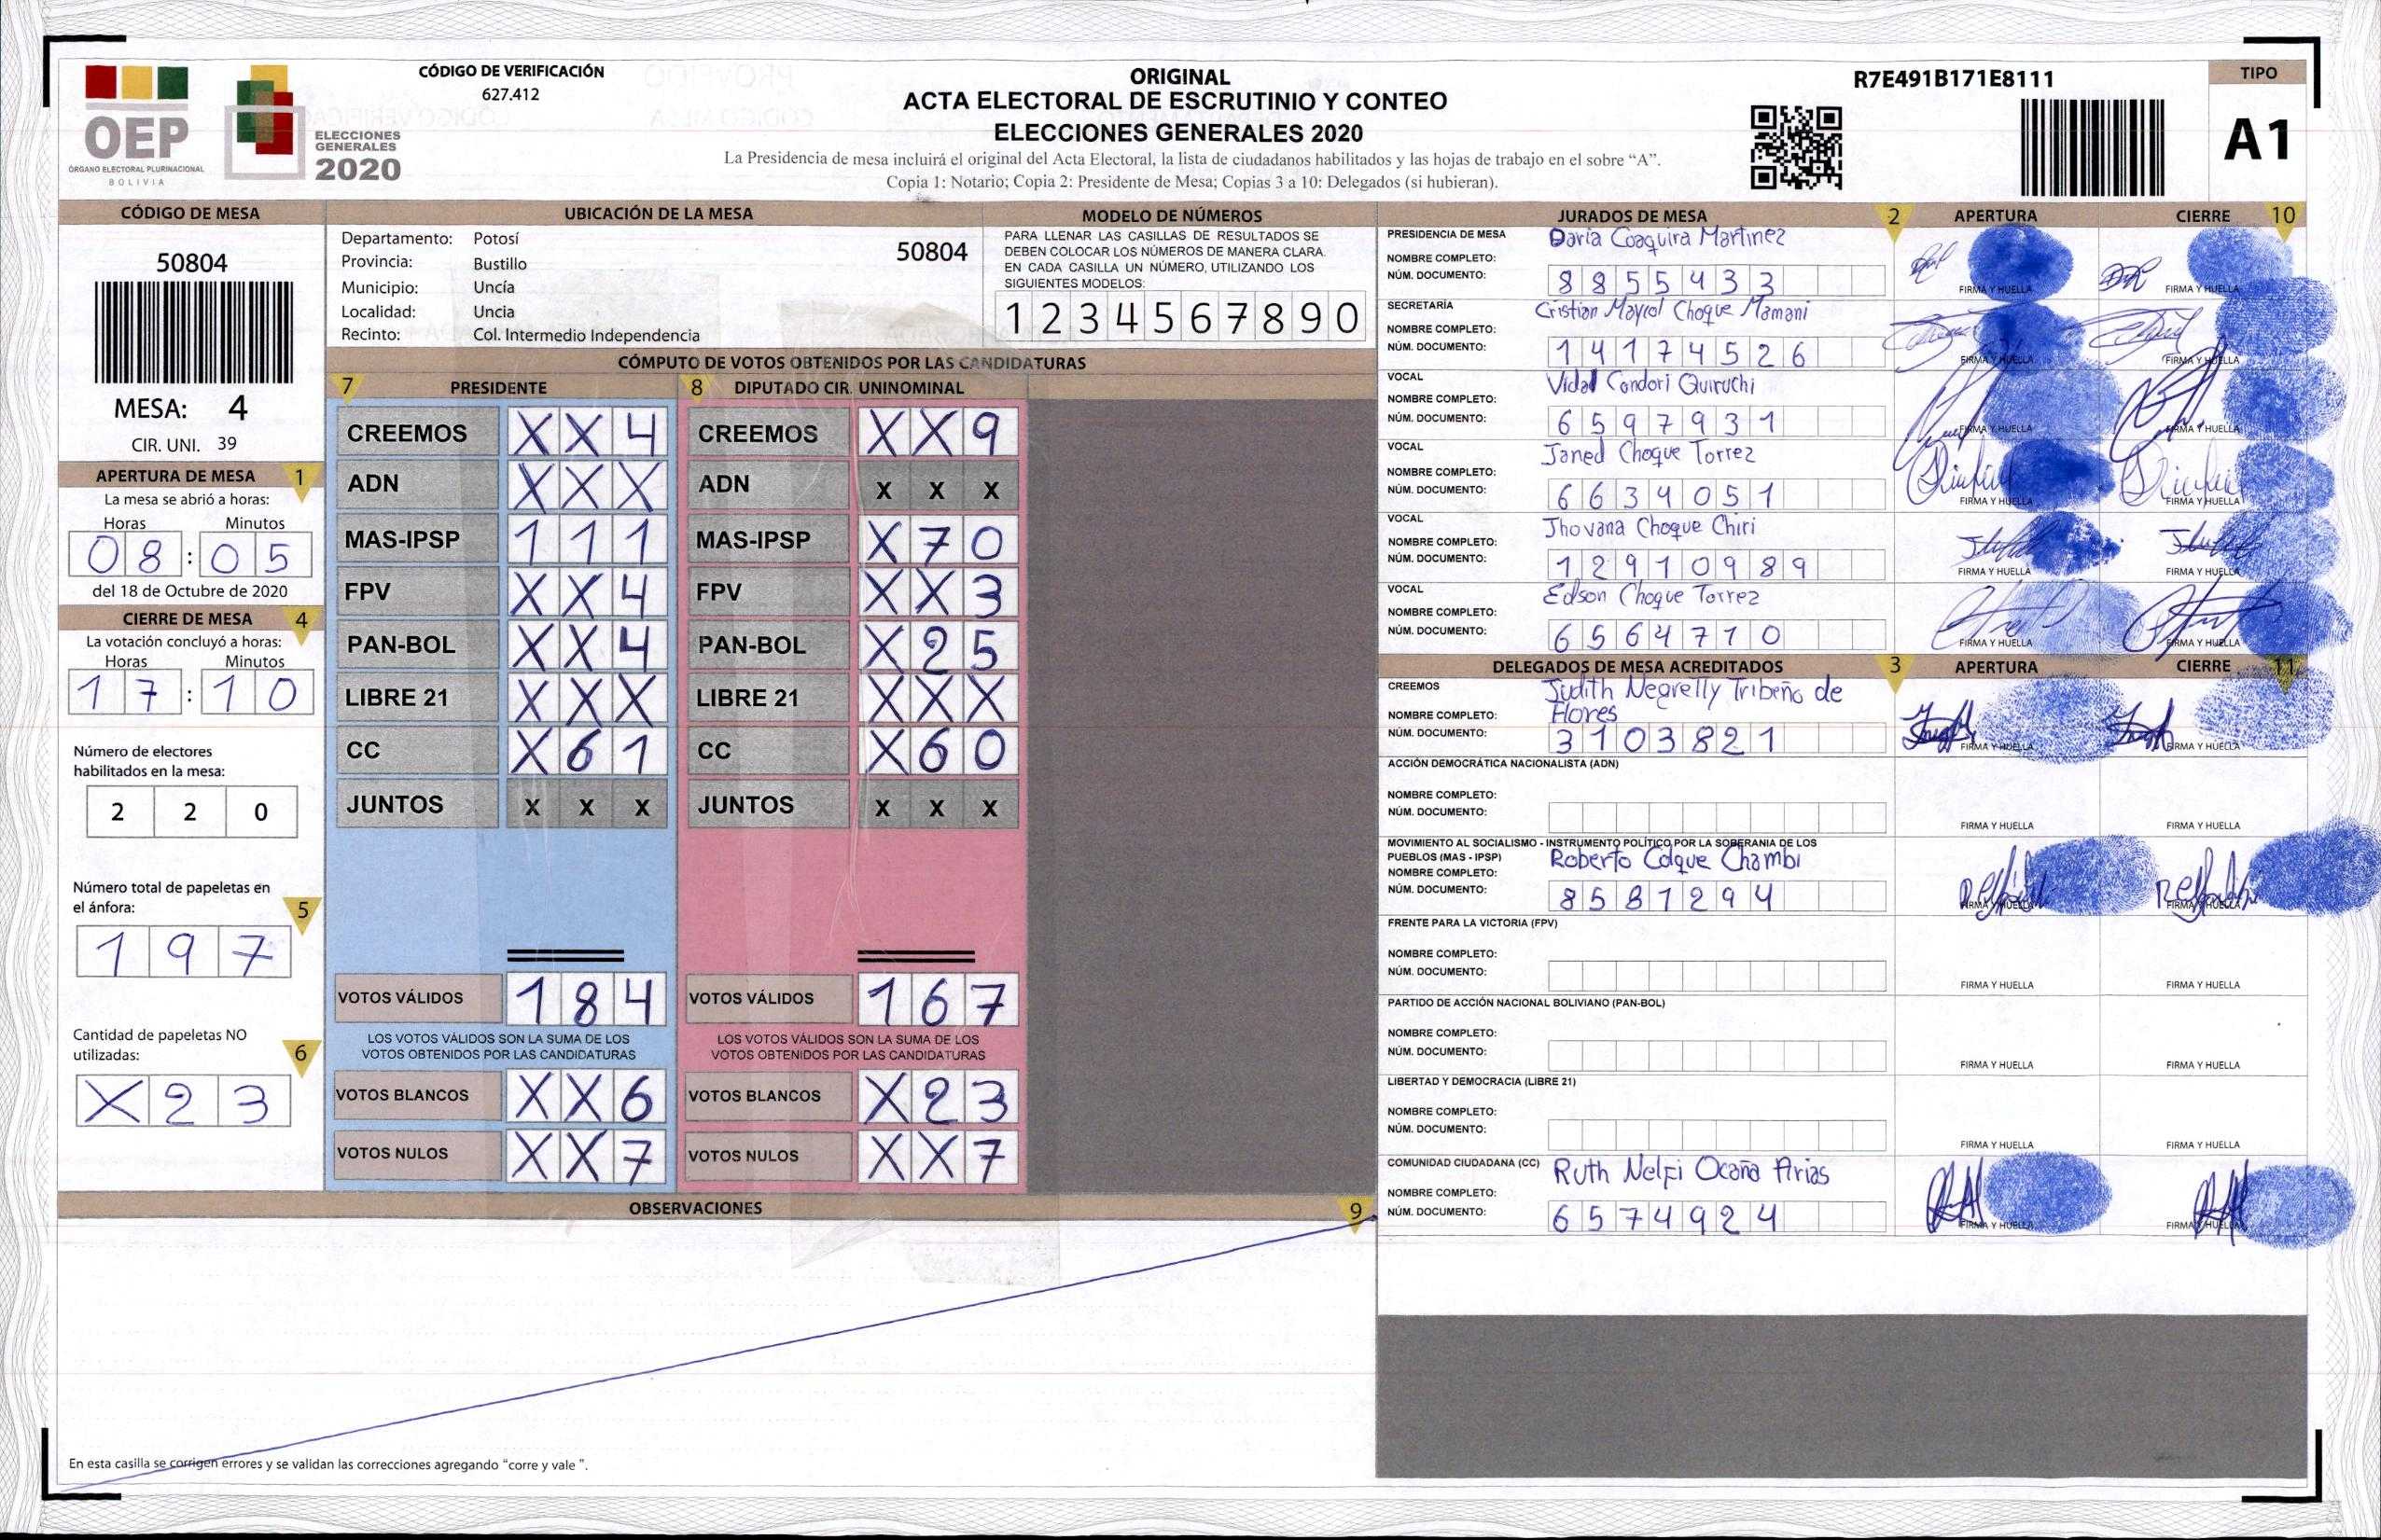 OEP
ÓRGANO ELECTORAL PLURINACIONAL
BOLIVIA
ELECCIONES
GENERALES
2020
CÓDIGO DE VERIFICACIÓN
627.412
ORIGINAL
ACTA ELECTORAL DE ESCRUTINIO Y CONTEO
ELECCIONES GENERALES 2020
La Presidencia de mesa incluirá el original del Acta Electoral, la lista de ciudadanos habilitados y las hojas de trabajo en el sobre “A”.
Copia 1: Notario; Copia 2: Presidente de Mesa; Copias 3 a 10: Delegados (si hubieran).
R7E491B171E8111
TIPO
A1
CÓDIGO DE MESA
50804
MESA: 4
CIR. UNI. 39
APERTURA DE MESA 1
La mesa se abrió a horas:
Horas Minutos
08:05
del 18 de Octubre de 2020
CIERRE DE MESA 4
La votación concluyó a horas:
Horas Minutos
17:10
Número de electores
habilitados en la mesa:
2 2 0
Número total de papeletas en
el ánfora: 5
1 9 7
Cantidad de papeletas NO
utilizadas: 6
X 2 3
UBICACIÓN DE LA MESA
Departamento: Potosí
50804
Provincia: Bustillo
Municipio: Uncía
Localidad: Uncia
Recinto: Col. Intermedio Independencia
MODELO DE NÚMEROS
PARA LLENAR LAS CASILLAS DE RESULTADOS SE
DEBEN COLOCAR LOS NÚMEROS DE MANERA CLARA.
EN CADA CASILLA UN NÚMERO, UTILIZANDO LOS
SIGUIENTES MODELOS:
1 2 3 4 5 6 7 8 9 0
CÓMPUTO DE VOTOS OBTENIDOS POR LAS CANDIDATURAS
7 PRESIDENTE
CREEMOS X X 4
ADN X X X
MAS-IPSP 1 1 1
FPV X X 4
PAN-BOL X X 4
LIBRE 21 X X X
CC X 6 1
JUNTOS X X X
VOTOS VÁLIDOS 1 8 4
LOS VOTOS VÁLIDOS SON LA SUMA DE LOS
VOTOS OBTENIDOS POR LAS CANDIDATURAS
VOTOS BLANCOS X X 6
VOTOS NULOS X X 7
8 DIPUTADO CIR. UNINOMINAL
CREEMOS X X 9
ADN X X X
MAS-IPSP X 7 0
FPV X X 3
PAN-BOL X 2 5
LIBRE 21 X X X
CC X 6 0
JUNTOS X X X
VOTOS VÁLIDOS 1 6 7
LOS VOTOS VÁLIDOS SON LA SUMA DE LOS
VOTOS OBTENIDOS POR LAS CANDIDATURAS
VOTOS BLANCOS X 2 3
VOTOS NULOS X X 7
OBSERVACIONES 9
En esta casilla se corrigen errores y se validan las correcciones agregando “corre y vale ”.
JURADOS DE MESA 2 APERTURA CIERRE 10
PRESIDENCIA DE MESA Daria Coaquira Martinez
NOMBRE COMPLETO:
NÚM. DOCUMENTO: 8855433
FIRMA Y HUELLA FIRMA Y HUELLA
SECRETARÍA Cristian Mayrol Choque Mamani
NOMBRE COMPLETO:
NÚM. DOCUMENTO: 14174526
FIRMA Y HUELLA FIRMA Y HUELLA
VOCAL Vidal Condori Quiruchi
NOMBRE COMPLETO:
NÚM. DOCUMENTO: 6597931
FIRMA Y HUELLA FIRMA Y HUELLA
VOCAL Janed Choque Torrez
NOMBRE COMPLETO:
NÚM. DOCUMENTO: 6634051
FIRMA Y HUELLA FIRMA Y HUELLA
VOCAL Jhovana Choque Chiri
NOMBRE COMPLETO:
NÚM. DOCUMENTO: 12910989
FIRMA Y HUELLA FIRMA Y HUELLA
VOCAL Edson Choque Torrez
NOMBRE COMPLETO:
NÚM. DOCUMENTO: 6564710
FIRMA Y HUELLA FIRMA Y HUELLA
DELEGADOS DE MESA ACREDITADOS 3 APERTURA CIERRE 11
CREEMOS Judith Negrelly Tribeño de
NOMBRE COMPLETO: Flores
NÚM. DOCUMENTO: 3103821
FIRMA Y HUELLA FIRMA Y HUELLA
ACCIÓN DEMOCRÁTICA NACIONALISTA (ADN)
NOMBRE COMPLETO:
NÚM. DOCUMENTO:
FIRMA Y HUELLA FIRMA Y HUELLA
MOVIMIENTO AL SOCIALISMO - INSTRUMENTO POLÍTICO POR LA SOBERANIA DE LOS
PUEBLOS (MAS - IPSP) Roberto Colque Chambi
NOMBRE COMPLETO:
NÚM. DOCUMENTO: 8581294
FIRMA Y HUELLA FIRMA Y HUELLA
FRENTE PARA LA VICTORIA (FPV)
NOMBRE COMPLETO:
NÚM. DOCUMENTO:
FIRMA Y HUELLA FIRMA Y HUELLA
PARTIDO DE ACCIÓN NACIONAL BOLIVIANO (PAN-BOL)
NOMBRE COMPLETO:
NÚM. DOCUMENTO:
FIRMA Y HUELLA FIRMA Y HUELLA
LIBERTAD Y DEMOCRACIA (LIBRE 21)
NOMBRE COMPLETO:
NÚM. DOCUMENTO:
FIRMA Y HUELLA FIRMA Y HUELLA
COMUNIDAD CIUDADANA (CC) Ruth Nelfi Ocaña Arias
NOMBRE COMPLETO:
NÚM. DOCUMENTO: 6574924
FIRMA Y HUELLA FIRMA Y HUELLA